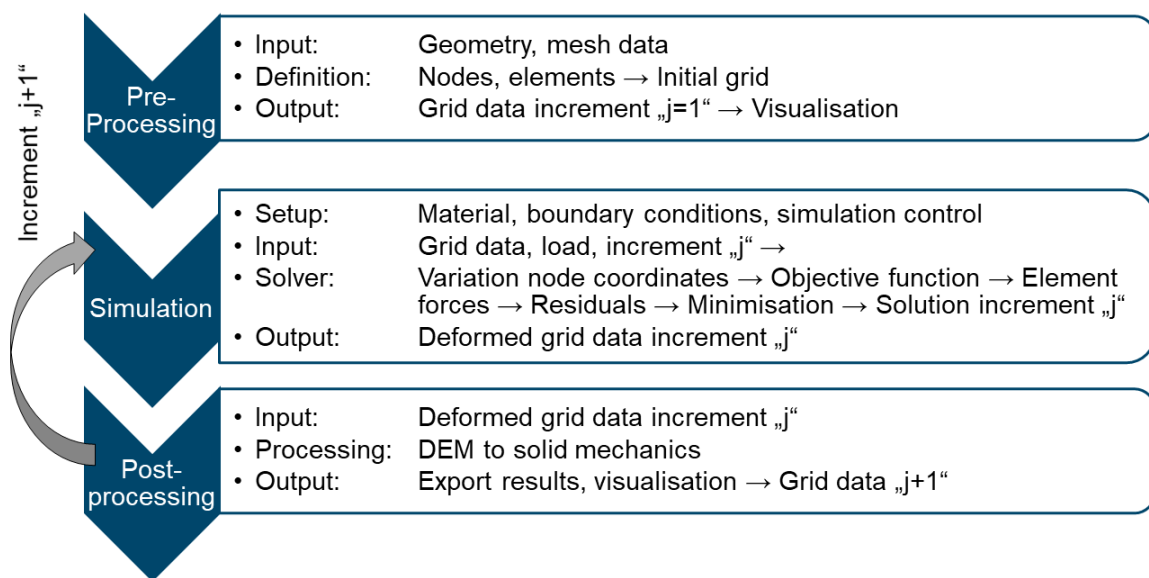 Increment „j+1“
Pre-
Processing
• Input: Geometry, mesh data
• Definition: Nodes, elements → Initial grid
• Output: Grid data increment „j=1“ → Visualisation
Simulation
• Setup: Material, boundary conditions, simulation control
• Input: Grid data, load, increment „j“ →
• Solver: Variation node coordinates → Objective function → Element
forces → Residuals → Minimisation → Solution increment „j“
• Output: Deformed grid data increment „j“
Post-
processing
• Input: Deformed grid data increment „j“
• Processing: DEM to solid mechanics
• Output: Export results, visualisation → Grid data „j+1“